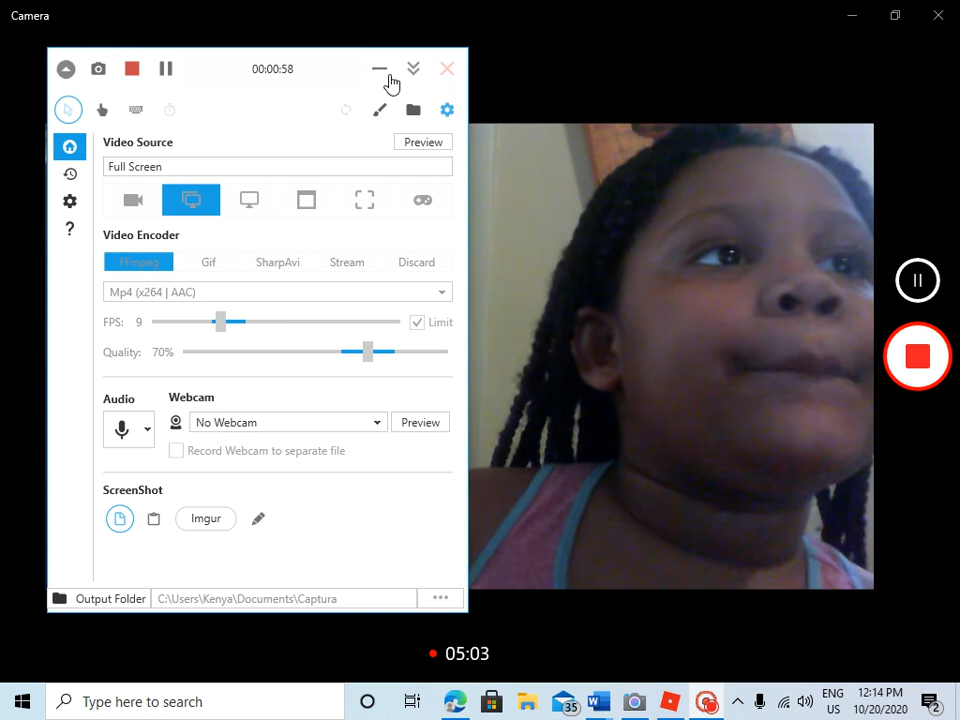 Camera
00:00:58
Video Source
Preview
Full Screen
Video Encoder
FFmpeg Gif SharpAvi Stream Discard
Mp4 (x264 | AAC)
FPS: 9 Limit
Quality: 70%
Audio
Webcam
No Webcam Preview
Record Webcam to separate file
ScreenShot
Imgur
Output Folder C:\Users\Kenya\Documents\Captura ...
05:03
Type here to search
35
ENG
US
12:14 PM
10/20/2020
2